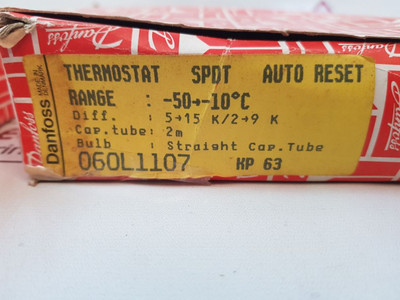 Danfoss
THERMOSTAT SPDT AUTO RESET
RANGE : -50→-10°C
Diff. : 5→15 K/2→9 K
Cap.tube: 2m
Bulb : Straight Cap.Tube
060L1107 KP 63
Danfoss